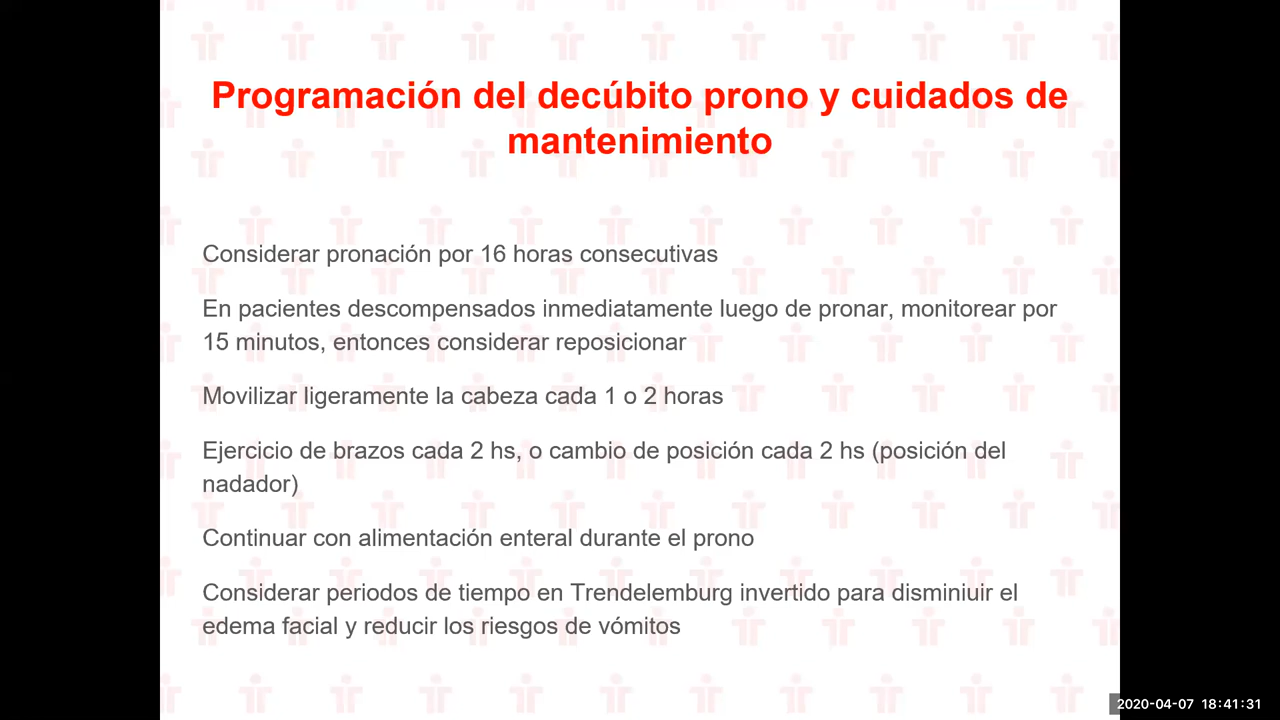 Programación del decúbito prono y cuidados de
mantenimiento
Considerar pronación por 16 horas consecutivas
En pacientes descompensados inmediatamente luego de pronar, monitorear por
15 minutos, entonces considerar reposicionar
Movilizar ligeramente la cabeza cada 1 o 2 horas
Ejercicio de brazos cada 2 hs, o cambio de posición cada 2 hs (posición del
nadador)
Continuar con alimentación enteral durante el prono
Considerar periodos de tiempo en Trendelemburg invertido para disminiuir el
edema facial y reducir los riesgos de vómitos
2020-04-07 18:41:31